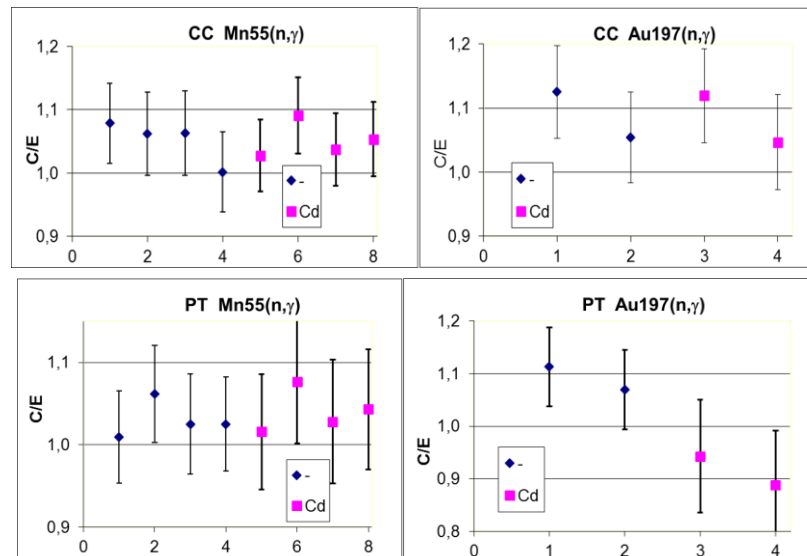 CC Mn55(n,γ)
1,2
1,1
1,0
0,9
C/E
0 2 4 6 8
-
Cd
CC Au197(n,γ)
1,2
1,1
1,0
0,9
C/E
0 1 2 3 4
-
Cd
PT Mn55(n,γ)
1,1
1,0
0,9
C/E
0 2 4 6 8
-
Cd
PT Au197(n,γ)
1,2
1,1
1,0
0,9
0,8
C/E
0 1 2 3 4
-
Cd